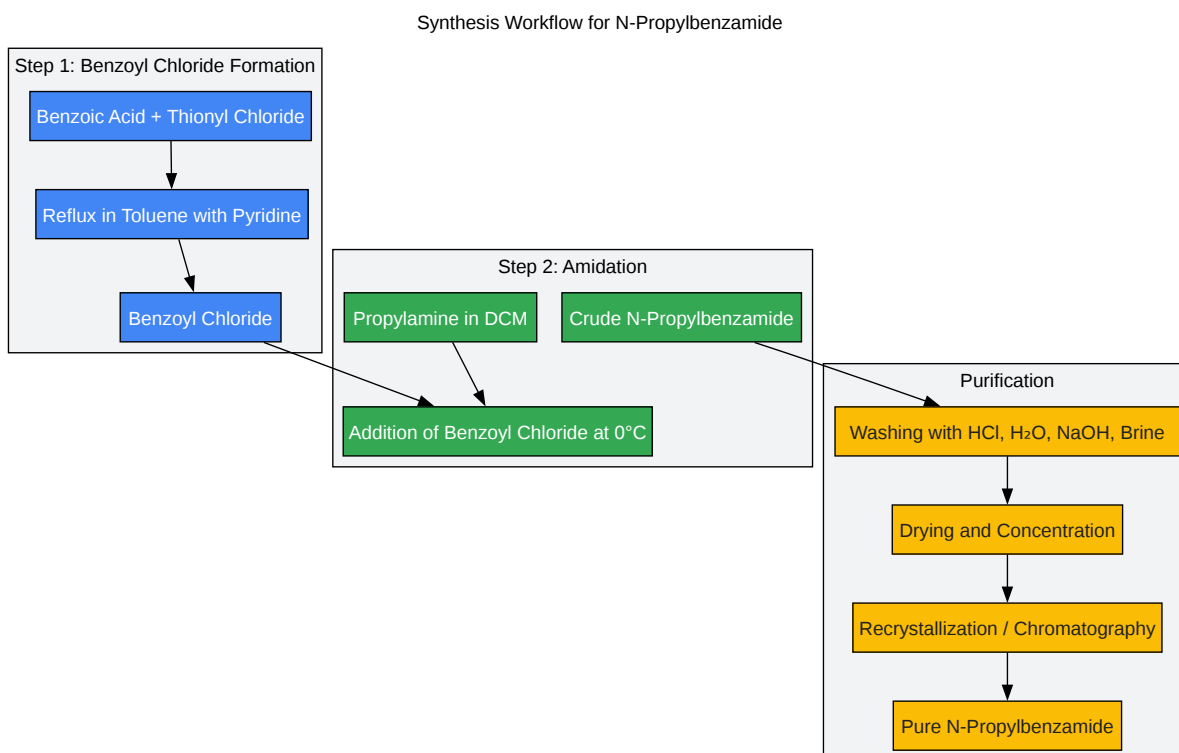 Synthesis Workflow for N-Propylbenzamide
Step 1: Benzoyl Chloride Formation
Benzoic Acid + Thionyl Chloride
Reflux in Toluene with Pyridine
Benzoyl Chloride
Step 2: Amidation
Propylamine in DCM
Crude N-Propylbenzamide
Addition of Benzoyl Chloride at 0°C
Purification
Washing with HCl, H₂O, NaOH, Brine
Drying and Concentration
Recrystallization / Chromatography
Pure N-Propylbenzamide